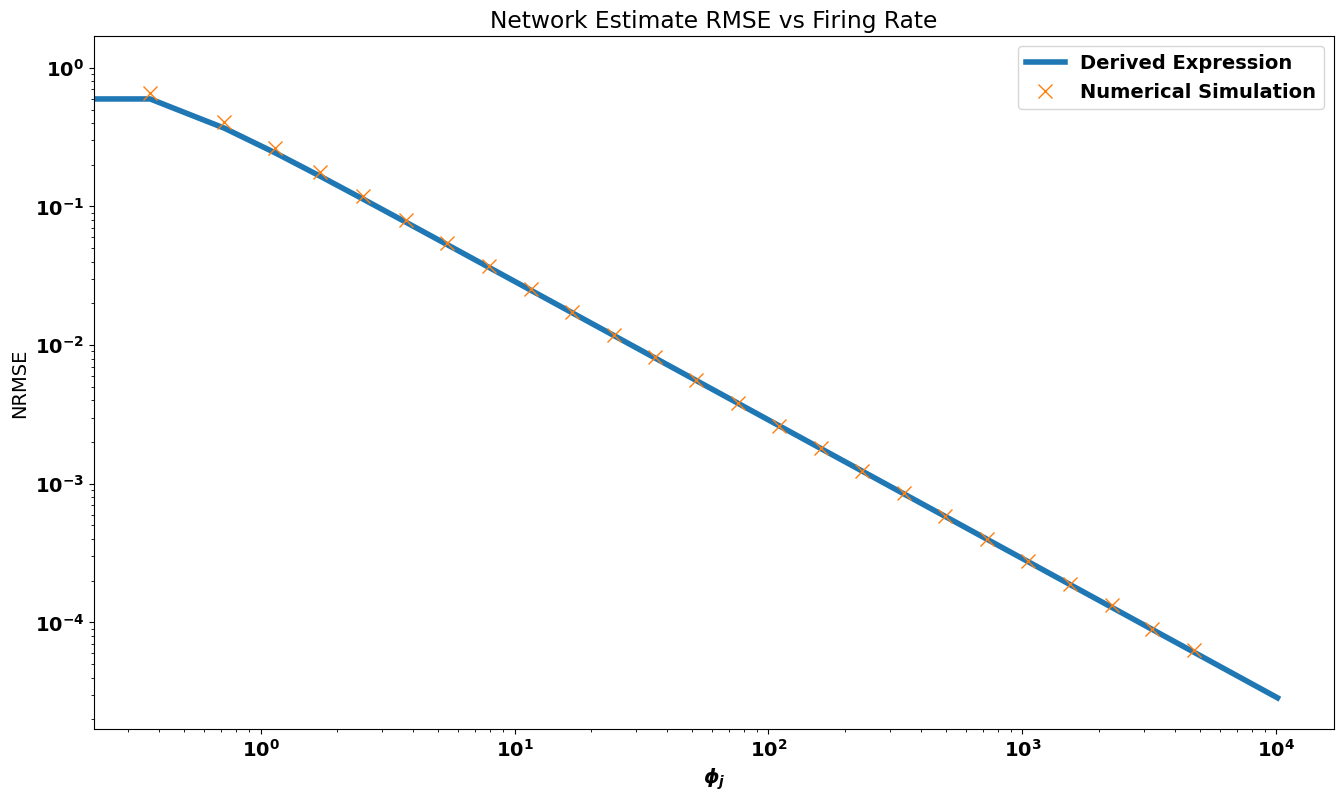 Network Estimate RMSE vs Firing Rate
Derived Expression
Numerical Simulation
NRMSE
10⁰
10⁻¹
10⁻²
10⁻³
10⁻⁴
10⁰ 10¹ 10² 10³ 10⁴
ϕⱼ